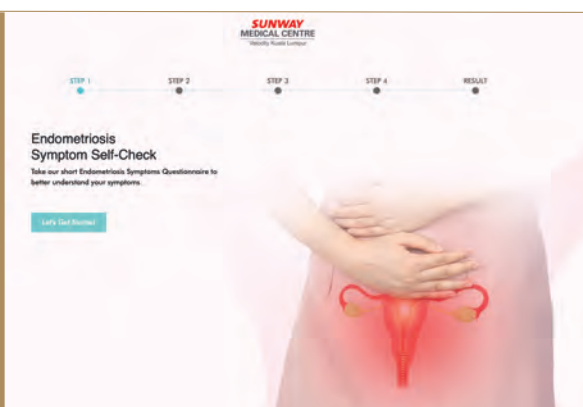 SUNWAY
MEDICAL CENTRE
Velocity Kuala Lumpur
STEP 1
STEP 2
STEP 3
STEP 4
RESULT
Endometriosis
Symptom Self-Check
Take our short Endometriosis Symptoms Questionnaire to
better understand your symptoms.
Let's Get Started